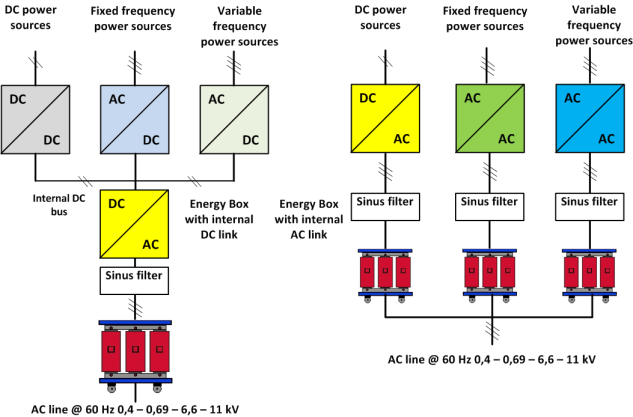 DC power
sources
Fixed frequency
power sources
Variable
frequency
power sources
DC
DC
AC
DC
AC
DC
Internal DC
bus
DC
AC
Energy Box
with internal
DC link
Sinus filter
AC line @ 60 Hz 0,4 – 0,69 – 6,6 – 11 kV
DC power
sources
Fixed frequency
power sources
Variable
frequency
power sources
DC
AC
AC
AC
AC
AC
Energy Box
with internal
AC link
Sinus filter
Sinus filter
Sinus filter
AC line @ 60 Hz 0,4 – 0,69 – 6,6 – 11 kV